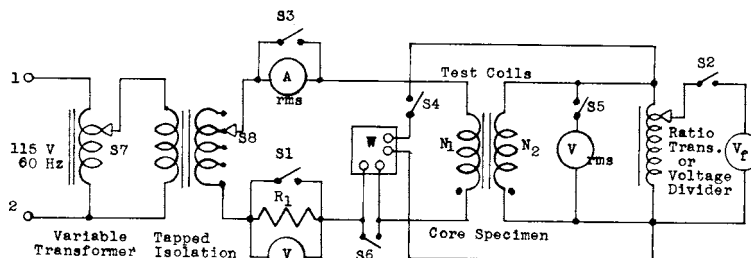 S3
1
A
rms
Test Coils
S4
S2
S7
S8
115 V
60 Hz
S1
W
N1
N2
S5
V
rms
Ratio
Trans.
or
Voltage
Divider
Vf
R1
2
Variable
Transformer
Tapped
Isolation
V
S6
Core Specimen